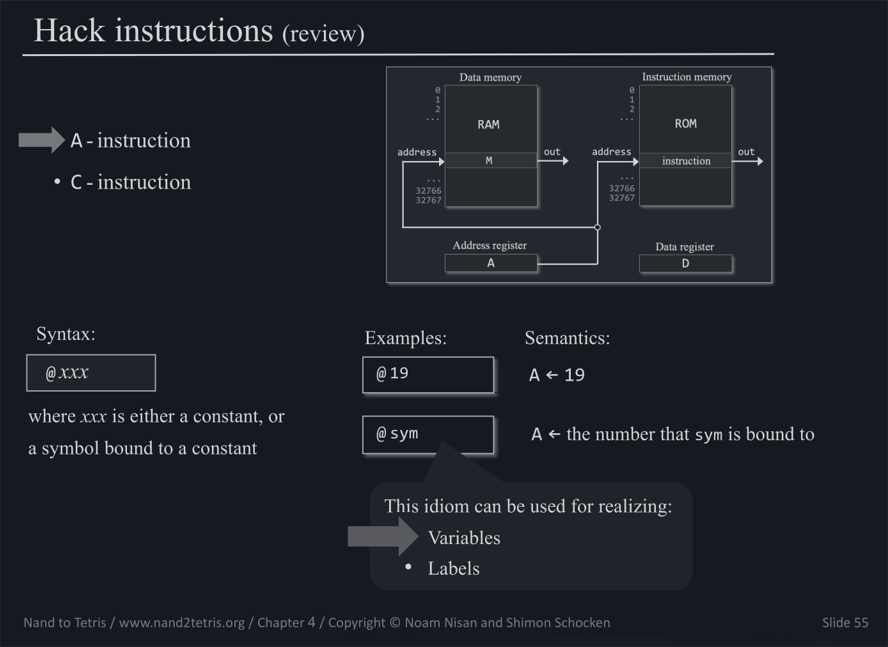 Hack instructions (review)
A - instruction
• C - instruction
Data memory
0
1
2
...
RAM
address
M
out
...
32766
32767
Instruction memory
0
1
2
...
ROM
address
instruction
out
...
32766
32767
Address register
A
Data register
D
Syntax:
@xxx
where xxx is either a constant, or
a symbol bound to a constant
Examples:
Semantics:
@19
A ← 19
@sym
A ← the number that sym is bound to
This idiom can be used for realizing:
Variables
• Labels
Nand to Tetris / www.nand2tetris.org / Chapter 4 / Copyright © Noam Nisan and Shimon Schocken
Slide 55